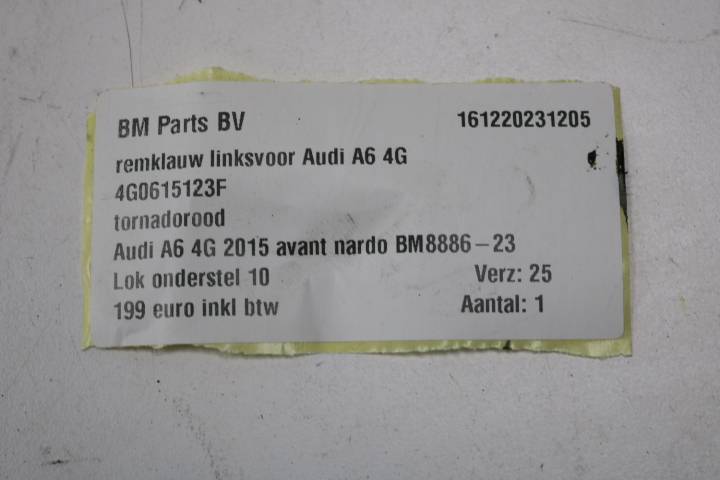 BM Parts BV 161220231205
remklauw linksvoor Audi A6 4G
4G0615123F
tornadorood
Audi A6 4G 2015 avant nardo BM8886-23
Lok onderstel 10 Verz: 25
199 euro inkl btw Aantal: 1